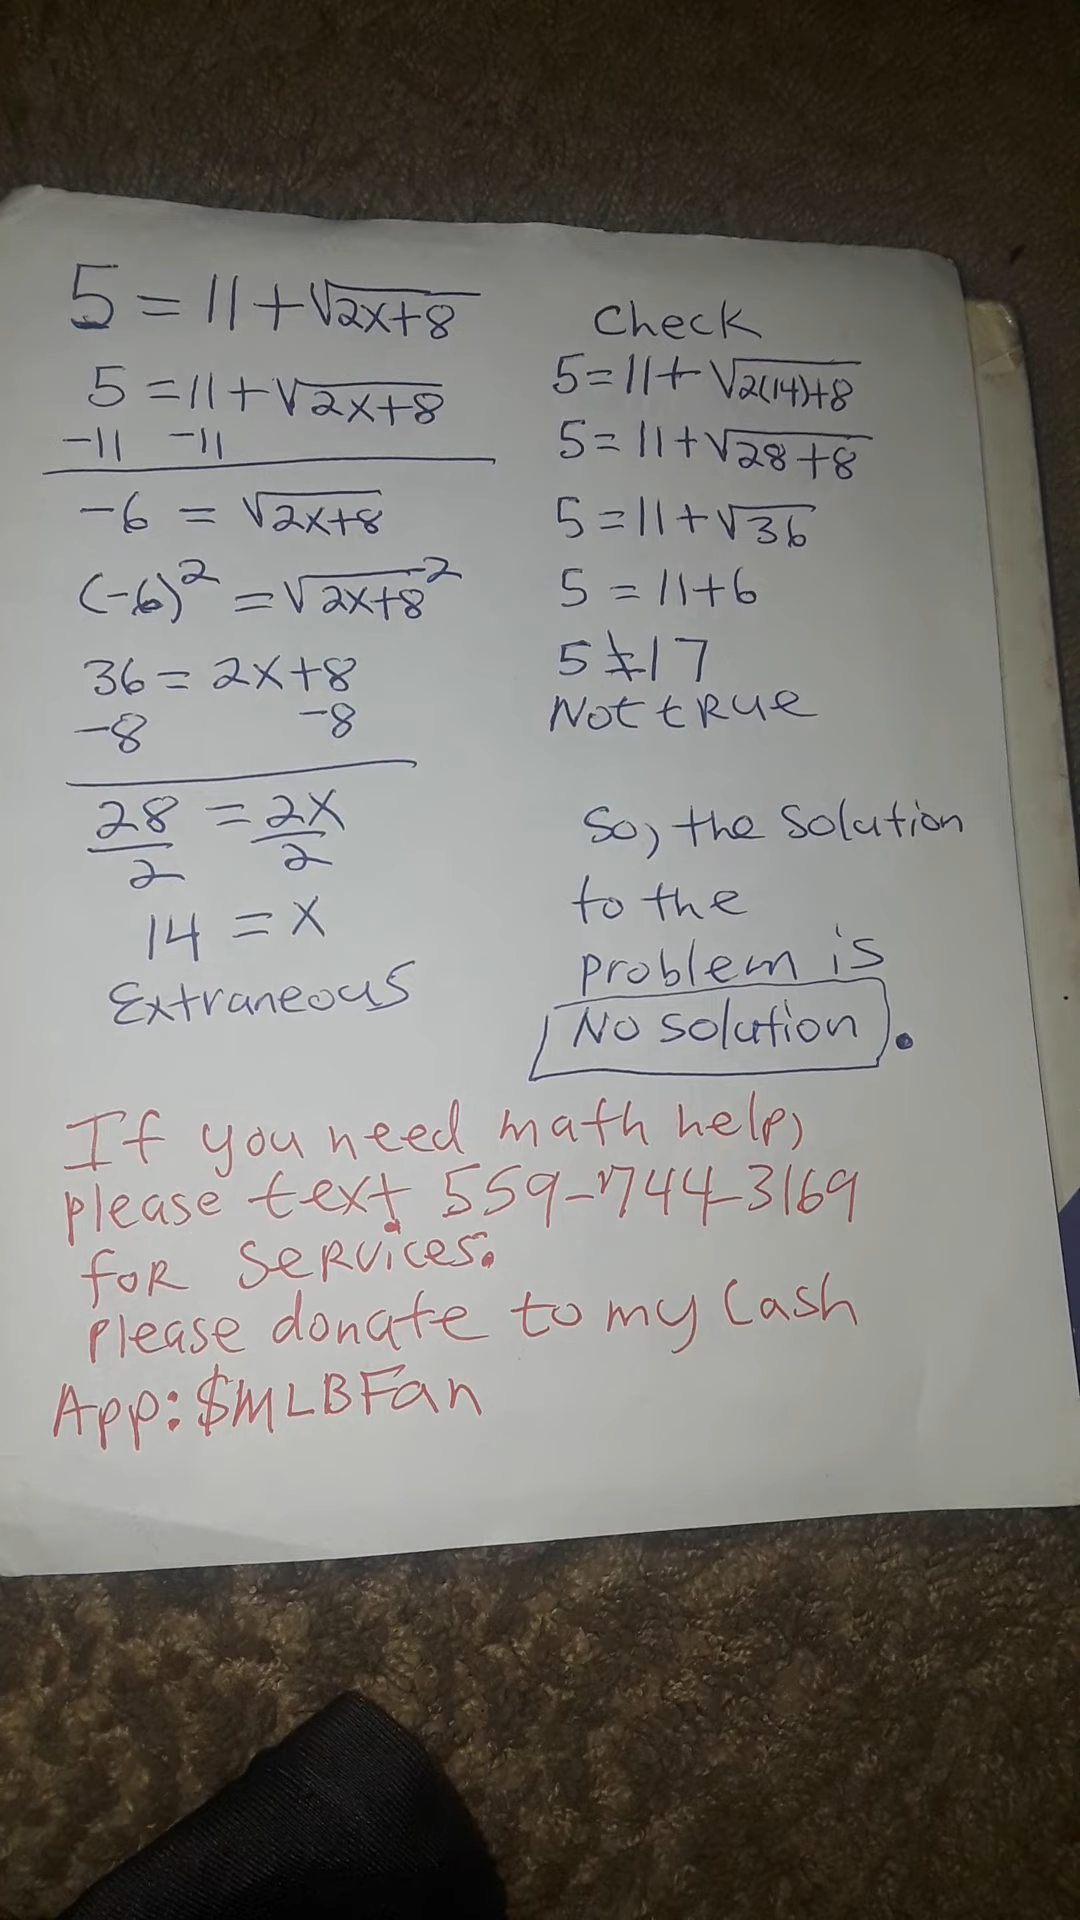 5 = 11 + √2x+8
5 = 11 + √2x+8
-11 -11
-6 = √2x+8
(-6)² = √2x+8²
36 = 2x+8
-8 -8
28 = 2x
2 2
14 = x
Extraneous
Check
5 = 11 + √2(14)+8
5 = 11 + √28+8
5 = 11 + √36
5 = 11+6
5 ≠ 17
Not true
So, the solution
to the
problem is
No solution.
If you need math help,
please text 559-744-3169
for services.
please donate to my Cash
App: $MLBFan